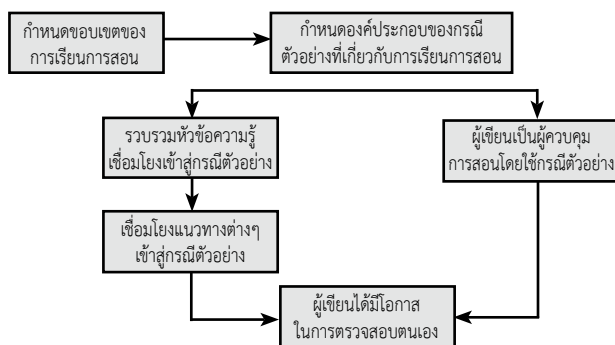 กำหนดขอบเขตของ
การเรียนการสอน
กำหนดองค์ประกอบของกรณี
ตัวอย่างที่เกี่ยวกับการเรียนการสอน
รวบรวมหัวข้อความรู้
เชื่อมโยงเข้าสู่กรณีตัวอย่าง
ผู้เขียนเป็นผู้ควบคุม
การสอนโดยใช้กรณีตัวอย่าง
เชื่อมโยงแนวทางต่างๆ
เข้าสู่กรณีตัวอย่าง
ผู้เขียนได้มีโอกาส
ในการตรวจสอบตนเอง